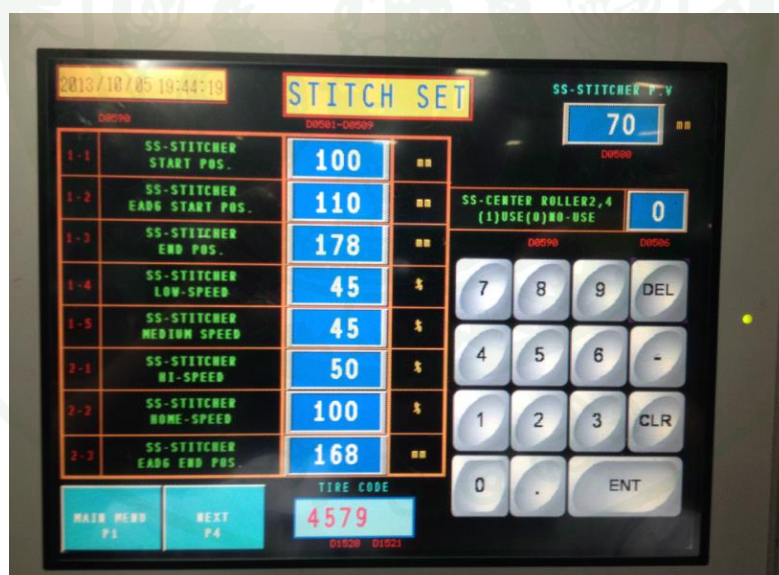 2013/10/05 19:44:19
STITCH SET
SS-STITCHER P.V
D0590
D0501-D0509
70 mm
D0500
1-1 SS-STITCHER START POS. 100 mm
1-2 SS-STITCHER EADG START POS. 110 mm
1-3 SS-STITCHER END POS. 178 mm
1-4 SS-STITCHER LOW-SPEED 45 %
1-5 SS-STITCHER MEDIUM SPEED 45 %
2-1 SS-STITCHER HI-SPEED 50 %
2-2 SS-STITCHER HOME-SPEED 100 %
2-3 SS-STITCHER EADG END POS. 168 mm
SS-CENTER ROLLER2,4
(1)USE(0)NO-USE
0
D0590 D0506
7 8 9 DEL
4 5 6 -
1 2 3 CLR
0 . ENT
MAIN MENU
P1
NEXT
P4
TIRE CODE
4579
D1520 D1521